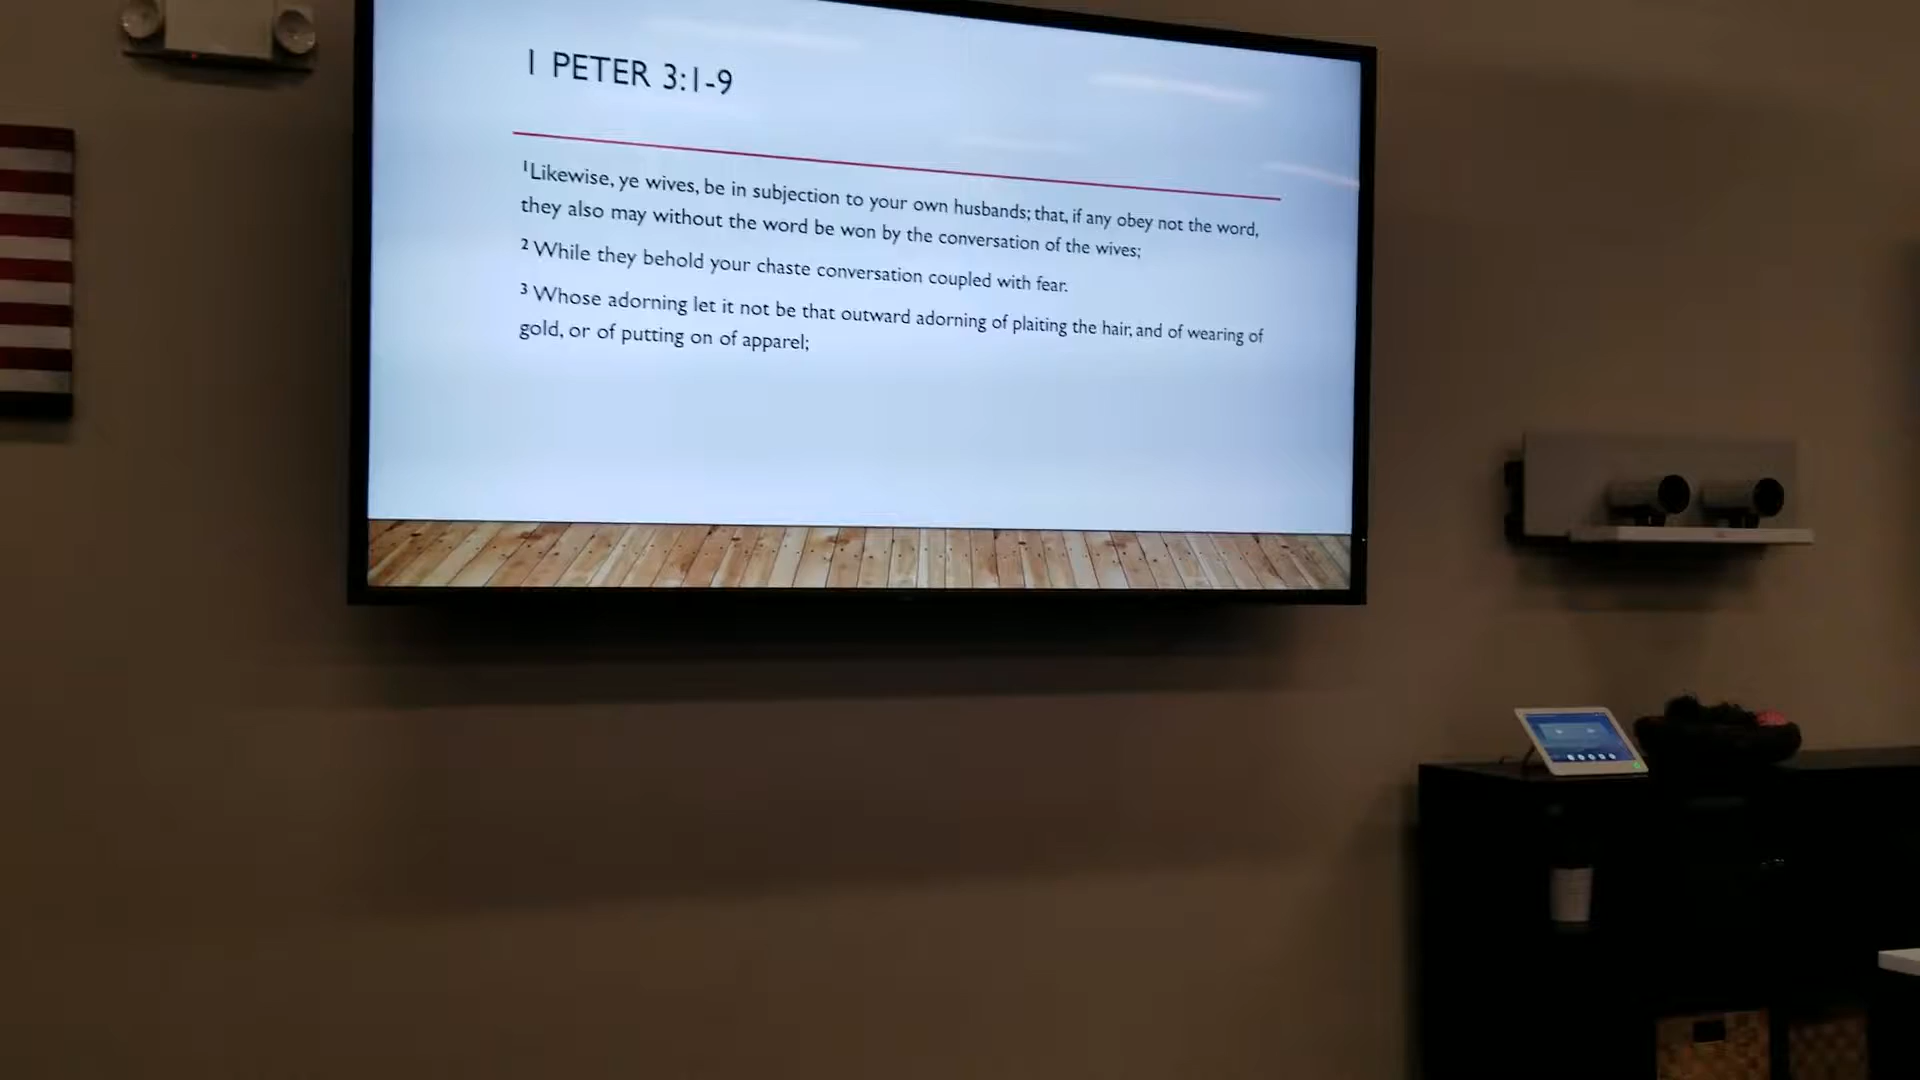 1 PETER 3:1-9
1Likewise, ye wives, be in subjection to your own husbands; that, if any obey not the word,
they also may without the word be won by the conversation of the wives;
2 While they behold your chaste conversation coupled with fear.
3 Whose adorning let it not be that outward adorning of plaiting the hair, and of wearing of
gold, or of putting on of apparel;